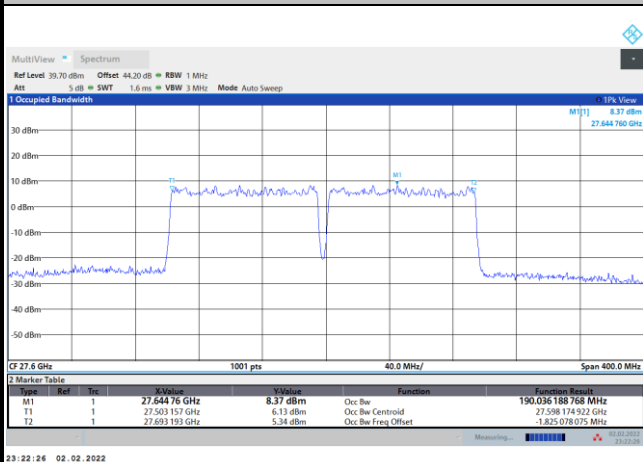 MultiView Spectrum
Ref Level 39.70 dBm Offset 44.20 dB RBW 1 MHz
Att 5 dB SWT 1.6 ms VBW 3 MHz Mode Auto Sweep
1 Occupied Bandwidth 1Pk View
M1[1] 8.37 dBm
27.644 760 GHz
30 dBm
20 dBm
T1 M1 T2
10 dBm
0 dBm
-10 dBm
-20 dBm
-30 dBm
-40 dBm
-50 dBm
CF 27.6 GHz 1001 pts 40.0 MHz/ Span 400.0 MHz
2 Marker Table
Type Ref Trc X-Value Y-Value Function Function Result
M1 1 27.644 76 GHz 8.37 dBm Occ Bw 190.036 188 768 MHz
T1 1 27.503 157 GHz 6.13 dBm Occ Bw Centroid 27.598 174 922 GHz
T2 1 27.693 193 GHz 5.34 dBm Occ Bw Freq Offset -1.825 078 075 MHz
Measuring... 02.02.2022
23:22:26
23:22:26 02.02.2022